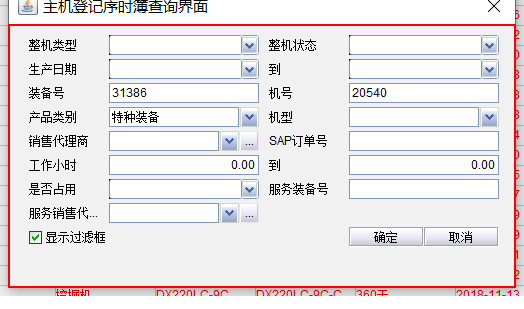 主机登记序时簿查询界面
整机类型 整机状态
生产日期 到
装备号 31386 机号 20540
产品类别 特种装备 机型
销售代理商 ... SAP订单号
工作小时 0.00 到 0.00
是否占用 服务装备号
服务销售代... ...
显示过滤框 确定 取消
挖掘机 DX220LC-9C DX220LC-9C-C 360天 2018-11-13